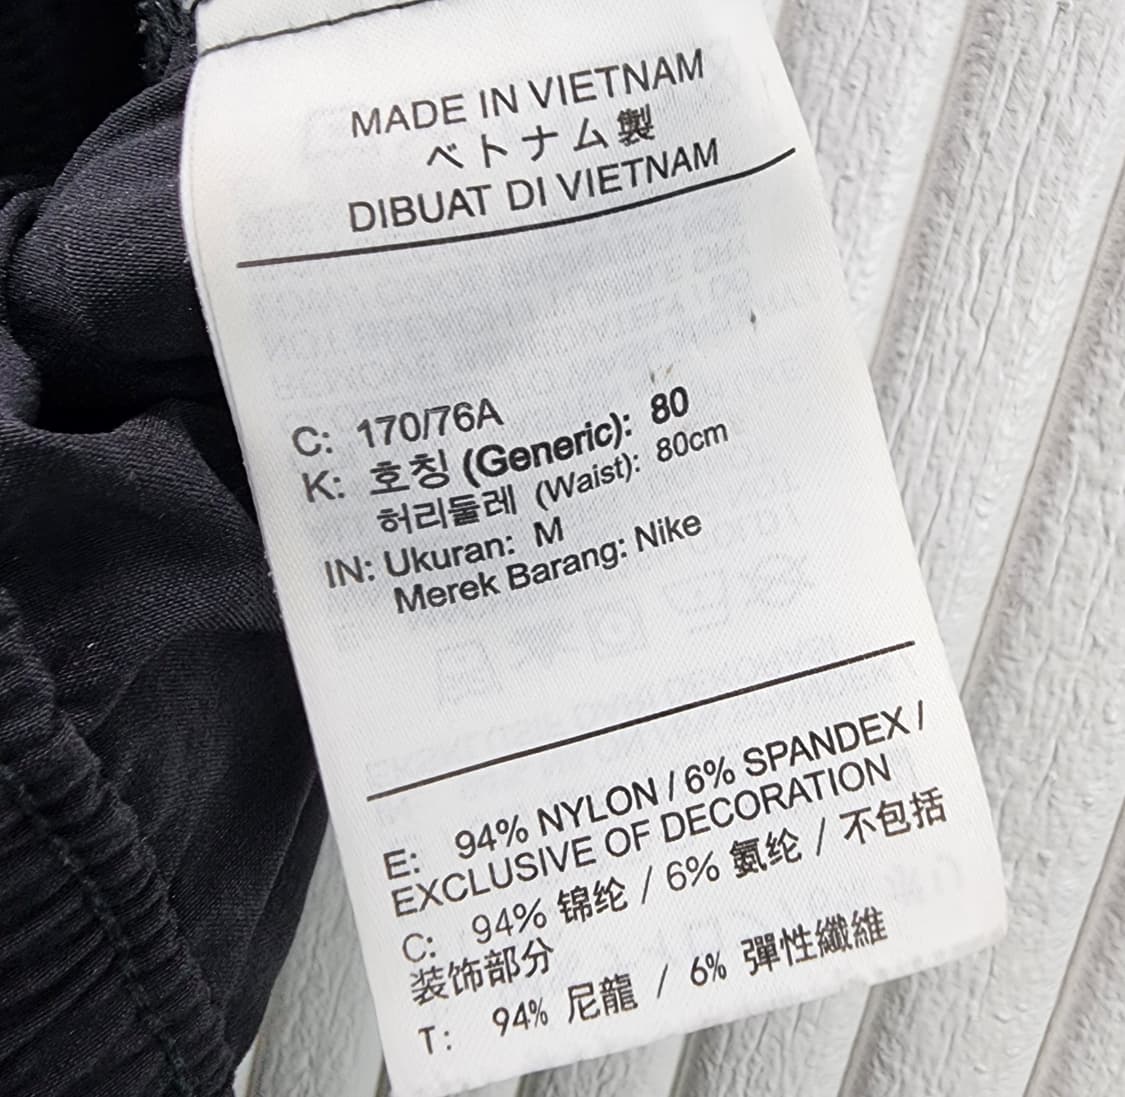 MADE IN VIETNAM
ベトナム製
DIBUAT DI VIETNAM
C: 170/76A
K: 호칭 (Generic): 80
허리둘레 (Waist): 80cm
IN: Ukuran: M
Merek Barang: Nike
E: 94% NYLON / 6% SPANDEX /
EXCLUSIVE OF DECORATION
C: 94% 锦纶 / 6% 氨纶 / 不包括
装饰部分
T: 94% 尼龍 / 6% 彈性纖維